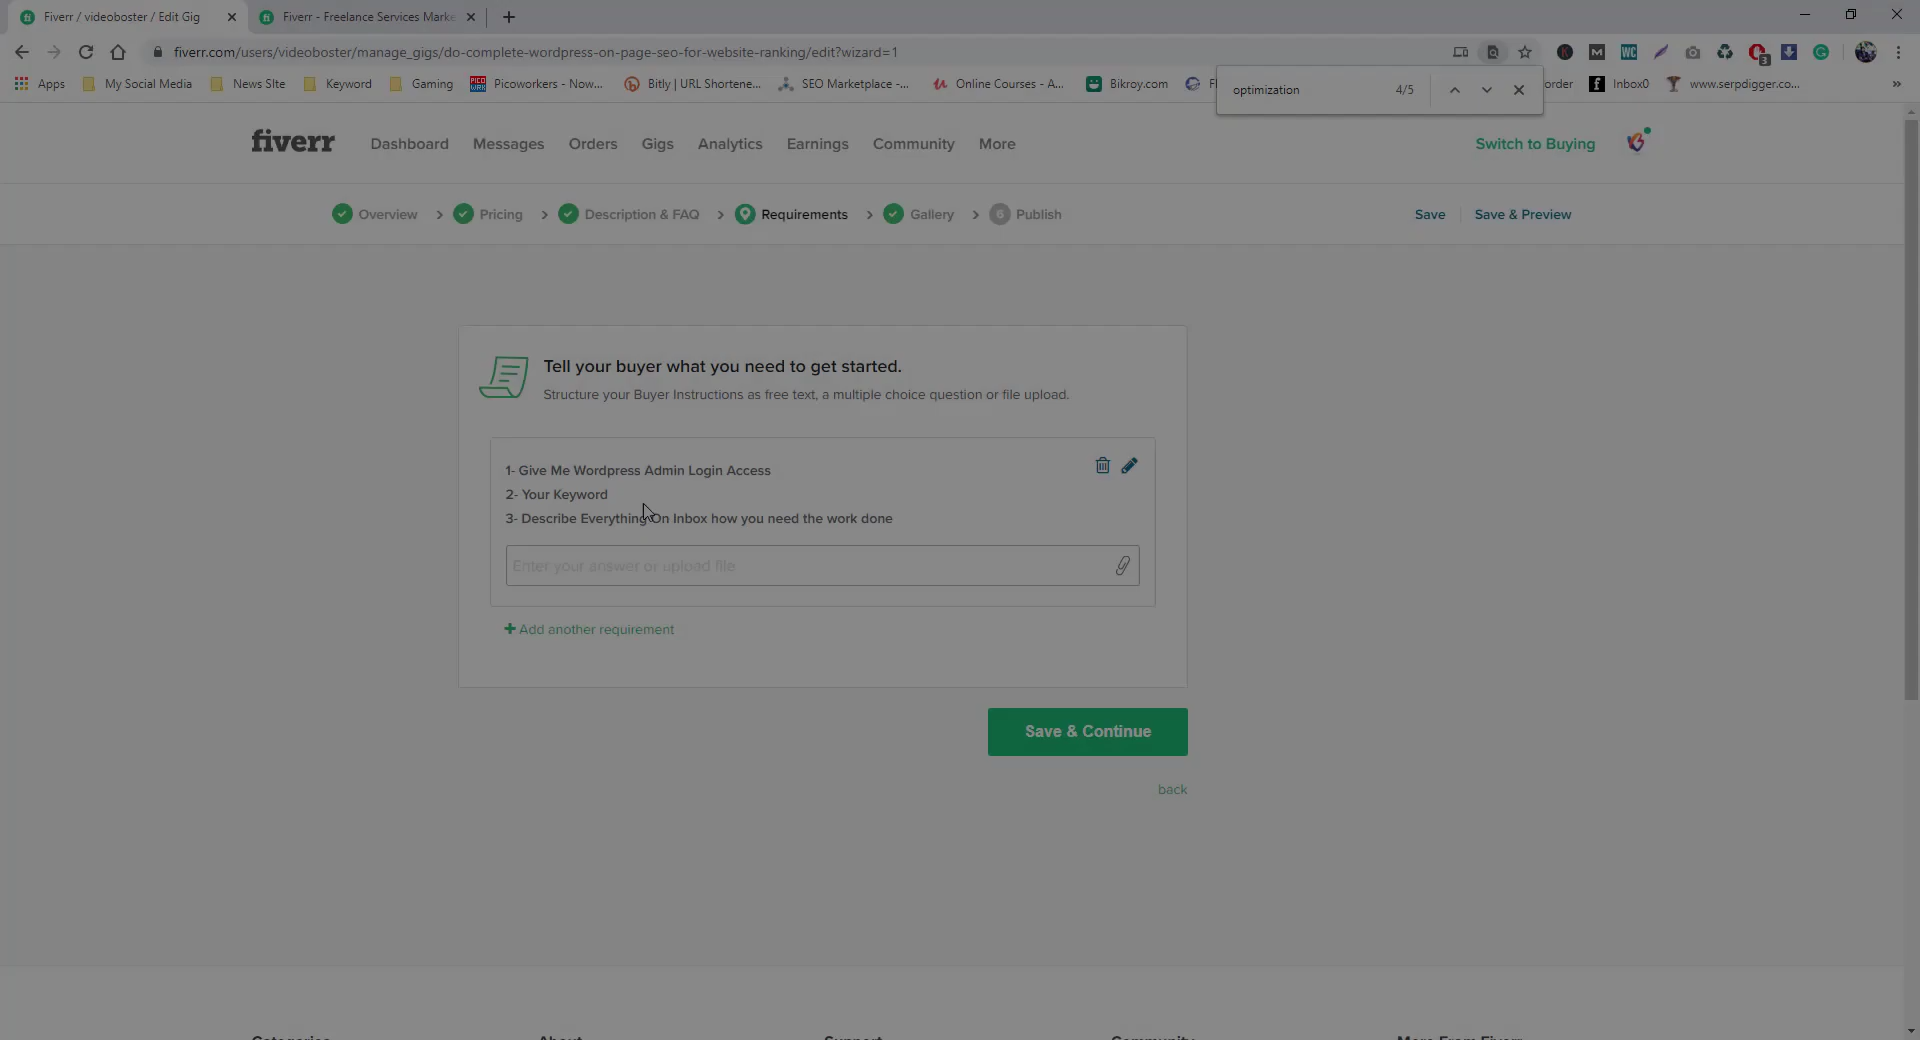 Fiverr / videoboster / Edit Gig
Fiverr - Freelance Services Marke
fiverr.com/users/videoboster/manage_gigs/do-complete-wordpress-on-page-seo-for-website-ranking/edit?wizard=1
Apps My Social Media News SIte Keyword Gaming Picoworkers - Now... Bitly | URL Shortene... SEO Marketplace -... Online Courses - A... Bikroy.com order Inbox0 www.serpdigger.co... »
optimization 4/5
fiverr Dashboard Messages Orders Gigs Analytics Earnings Community More Switch to Buying
Overview Pricing Description & FAQ Requirements Gallery 6 Publish Save Save & Preview
Tell your buyer what you need to get started.
Structure your Buyer Instructions as free text, a multiple choice question or file upload.
1- Give Me Wordpress Admin Login Access
2- Your Keyword
3- Describe Everything On Inbox how you need the work done
Enter your answer or upload file
+ Add another requirement
Save & Continue
back
Categories About Support Community More From Fiverr